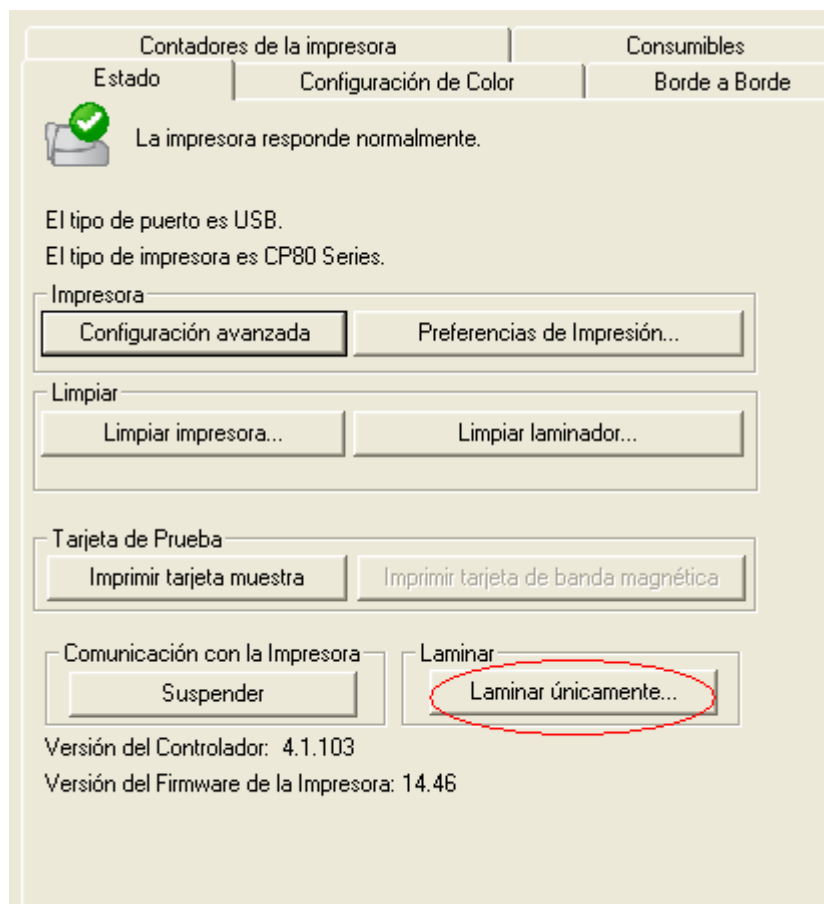 Contadores de la impresora
Consumibles
Estado
Configuración de Color
Borde a Borde
La impresora responde normalmente.
El tipo de puerto es USB.
El tipo de impresora es CP80 Series.
Impresora
Configuración avanzada
Preferencias de Impresión...
Limpiar
Limpiar impresora...
Limpiar laminador...
Tarjeta de Prueba
Imprimir tarjeta muestra
Imprimir tarjeta de banda magnética
Comunicación con la Impresora
Laminar
Suspender
Laminar únicamente...
Versión del Controlador: 4.1.103
Versión del Firmware de la Impresora: 14.46